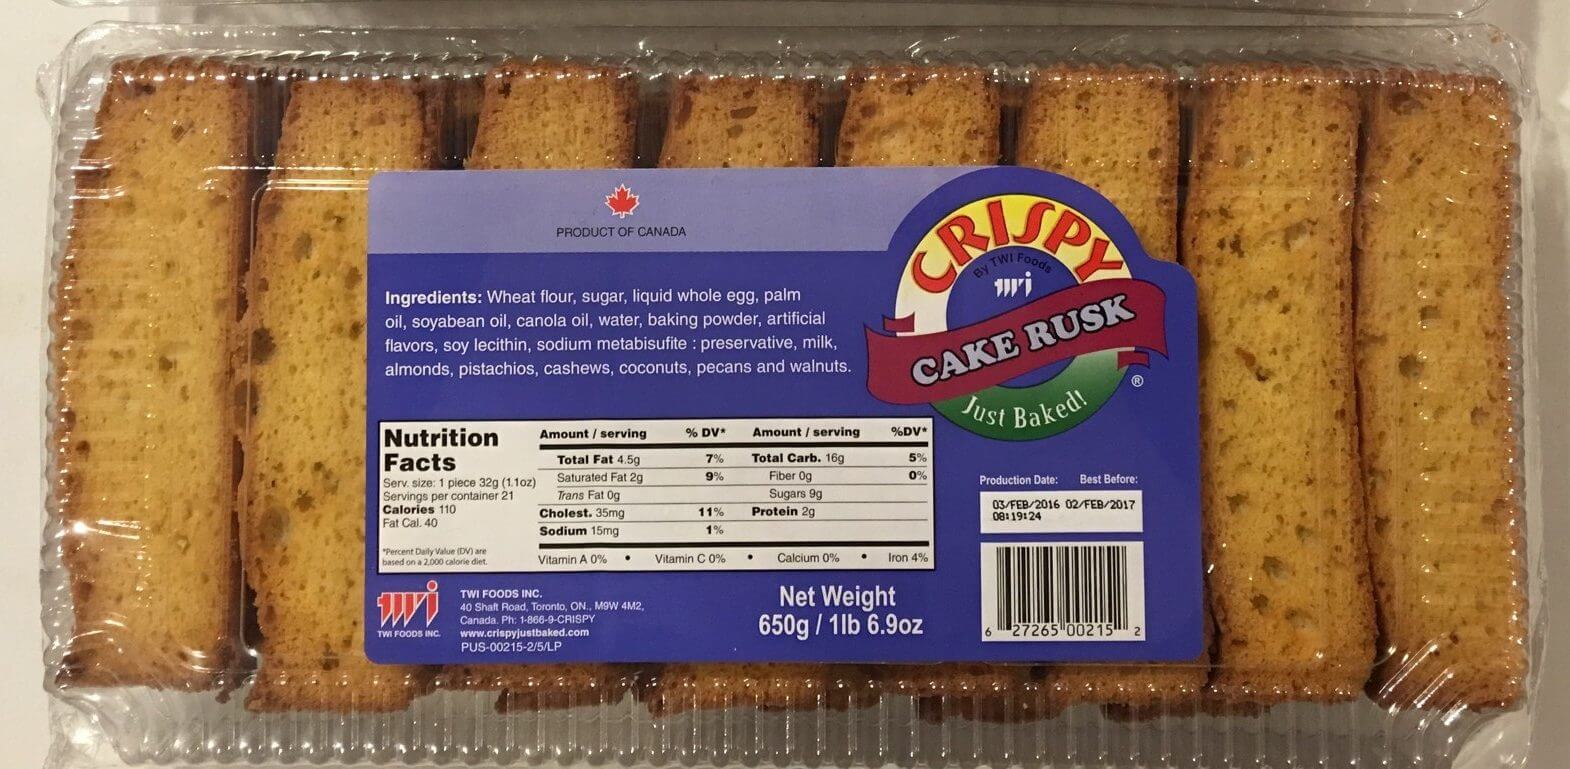 PRODUCT OF CANADA
CRISPY
By TWI Foods
twi
CAKE RUSK
Just Baked!
®
Ingredients: Wheat flour, sugar, liquid whole egg, palm
oil, soyabean oil, canola oil, water, baking powder, artificial
flavors, soy lecithin, sodium metabisufite : preservative, milk,
almonds, pistachios, cashews, coconuts, pecans and walnuts.
Nutrition
Facts
Serv. size: 1 piece 32g (1.1oz)
Servings per container 21
Calories 110
Fat Cal. 40
*Percent Daily Value (DV) are
based on a 2,000 calorie diet.
Amount / serving % DV* Amount / serving %DV*
Total Fat 4.5g 7% Total Carb. 16g 5%
Saturated Fat 2g 9% Fiber 0g 0%
Trans Fat 0g Sugars 9g
Cholest. 35mg 11% Protein 2g
Sodium 15mg 1%
Vitamin A 0% • Vitamin C 0% • Calcium 0% • Iron 4%
Production Date: Best Before:
03/FEB/2016 02/FEB/2017
08:19:24
twi
TWI FOODS INC.
TWI FOODS INC.
40 Shaft Road, Toronto, ON., M9W 4M2,
Canada. Ph: 1-866-9-CRISPY
www.crispyjustbaked.com
PUS-00215-2/5/LP
Net Weight
650g / 1lb 6.9oz
6 27265 00215 2